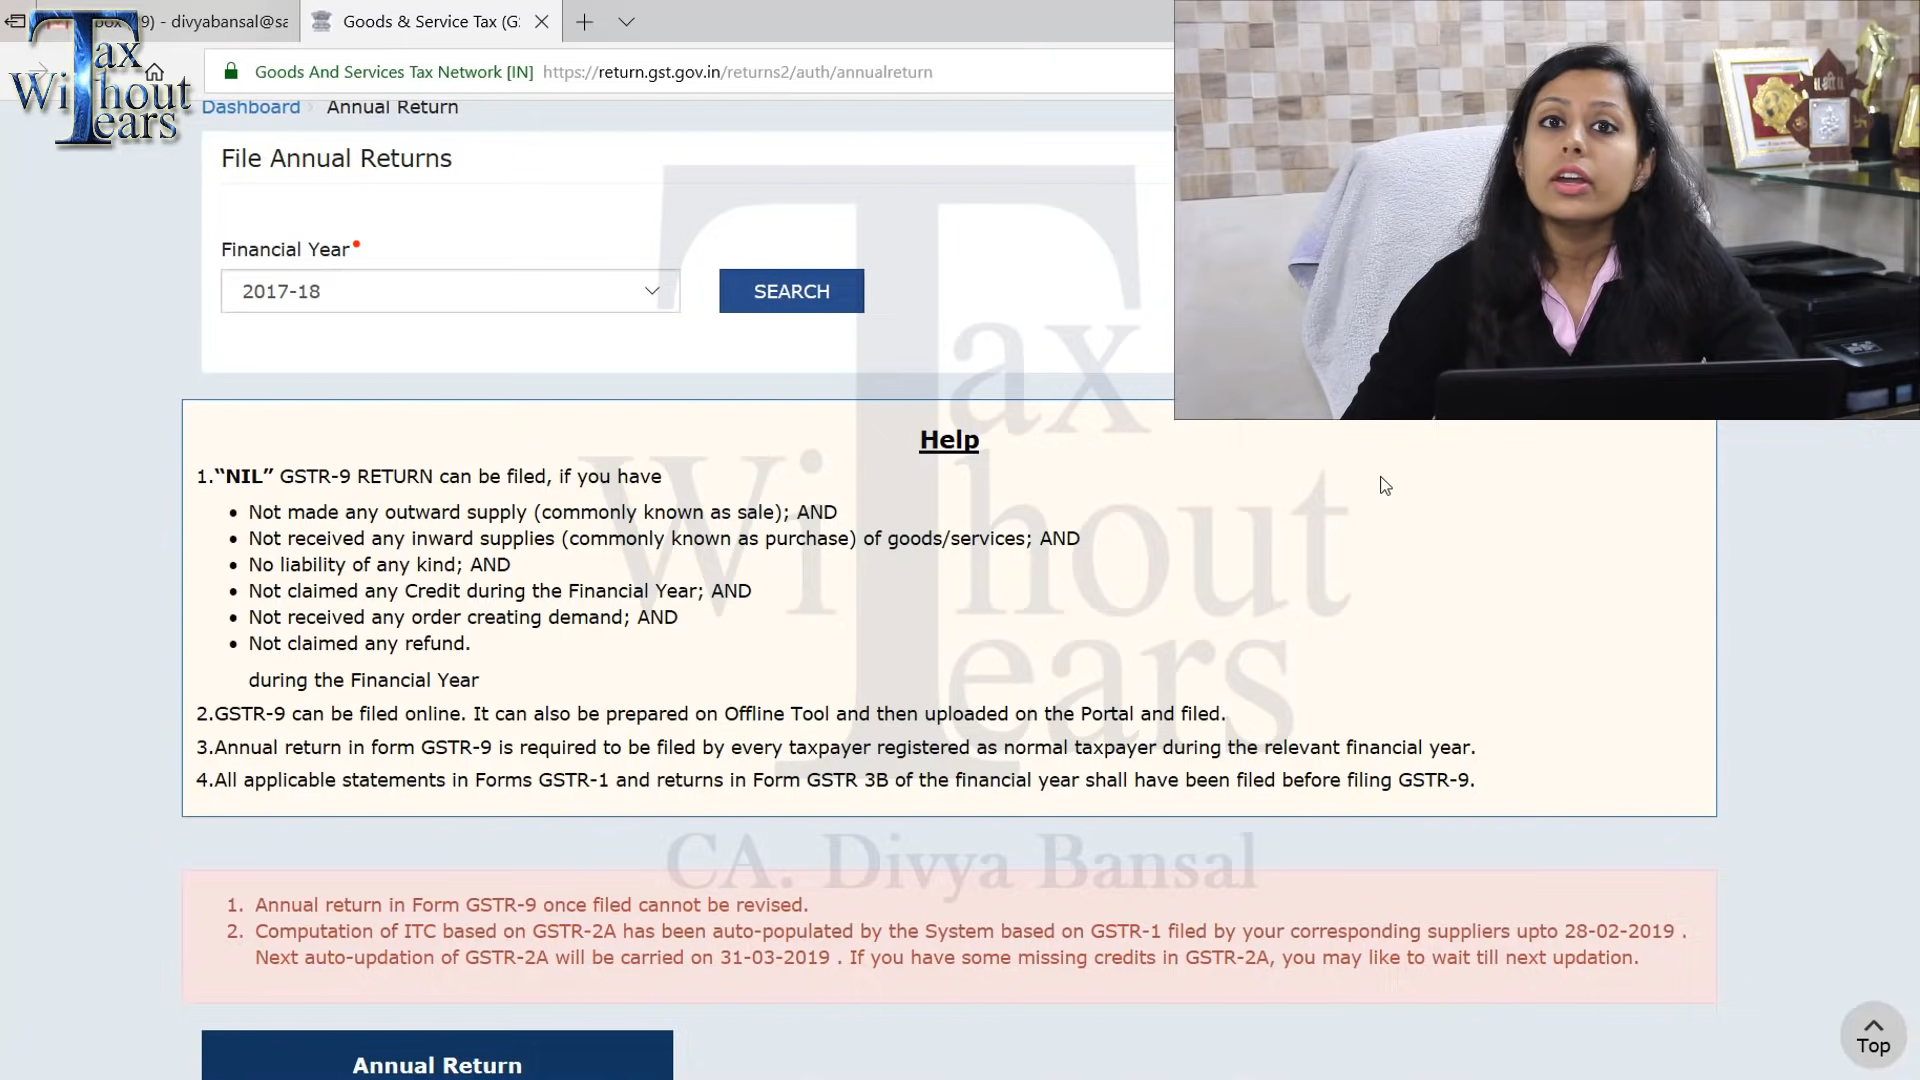 box (9) - divyabansal@sa
Goods & Service Tax (G:
Tax
Without
Tears
Goods And Services Tax Network [IN] https://return.gst.gov.in/returns2/auth/annualreturn
Dashboard › Annual Return
File Annual Returns
Financial Year
2017-18
SEARCH
Help
1.“NIL” GSTR-9 RETURN can be filed, if you have
• Not made any outward supply (commonly known as sale); AND
• Not received any inward supplies (commonly known as purchase) of goods/services; AND
• No liability of any kind; AND
• Not claimed any Credit during the Financial Year; AND
• Not received any order creating demand; AND
• Not claimed any refund.
during the Financial Year
2.GSTR-9 can be filed online. It can also be prepared on Offline Tool and then uploaded on the Portal and filed.
3.Annual return in form GSTR-9 is required to be filed by every taxpayer registered as normal taxpayer during the relevant financial year.
4.All applicable statements in Forms GSTR-1 and returns in Form GSTR 3B of the financial year shall have been filed before filing GSTR-9.
Tax
Without
Tears
CA. Divya Bansal
1. Annual return in Form GSTR-9 once filed cannot be revised.
2. Computation of ITC based on GSTR-2A has been auto-populated by the System based on GSTR-1 filed by your corresponding suppliers upto 28-02-2019 .
Next auto-updation of GSTR-2A will be carried on 31-03-2019 . If you have some missing credits in GSTR-2A, you may like to wait till next updation.
Annual Return
Top